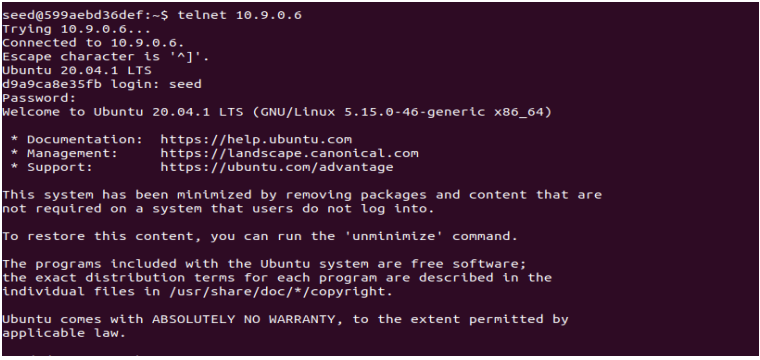 seed@599aebd36def:~$ telnet 10.9.0.6
Trying 10.9.0.6...
Connected to 10.9.0.6.
Escape character is '^]'.
Ubuntu 20.04.1 LTS
d9a9ca8e35fb login: seed
Password:
Welcome to Ubuntu 20.04.1 LTS (GNU/Linux 5.15.0-46-generic x86_64)
* Documentation:  https://help.ubuntu.com
* Management:     https://landscape.canonical.com
* Support:        https://ubuntu.com/advantage
This system has been minimized by removing packages and content that are
not required on a system that users do not log into.
To restore this content, you can run the 'unminimize' command.
The programs included with the Ubuntu system are free software;
the exact distribution terms for each program are described in the
individual files in /usr/share/doc/*/copyright.
Ubuntu comes with ABSOLUTELY NO WARRANTY, to the extent permitted by
applicable law.